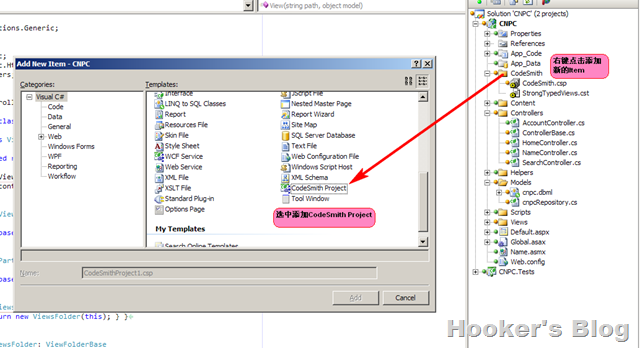 View(string path, object model)
tions.Generic;
Add New Item - CNPC
Categories:
Templates:
Visual C#
Code
Data
General
Web
Windows Forms
WPF
Reporting
Workflow
Interface
LINQ to SQL Classes
Report
Resources File
Skin File
Style Sheet
WCF Service
Web Service
XML File
XSLT File
Standard Plug-in
Options Page
JScript File
Nested Master Page
Report Wizard
Site Map
SQL Server Database
Text File
Web Configuration File
Windows Script Host
XML Schema
CodeSmith Project
Tool Window
选中添加CodeSmith Project
My Templates
Search Online Templates
Name:
CodeSmithProject1.csp
Add
Cancel
turn new ViewsFolder(this); } }
wsFolder: ViewFolderBase
Solution 'CNPC' (2 projects)
CNPC
Properties
References
App_Code
App_Data
CodeSmith
CodeSmith.csp
StrongTypedViews.cst
Content
Controllers
AccountController.cs
ControllerBase.cs
HomeController.cs
NameController.cs
SearchController.cs
Helpers
Models
cnpc.dbml
cnpcRepository.cs
Scripts
Views
Default.aspx
Global.asax
Name.asmx
Web.config
CNPC.Tests
右键点击添加
新的Item
Hooker's Blog